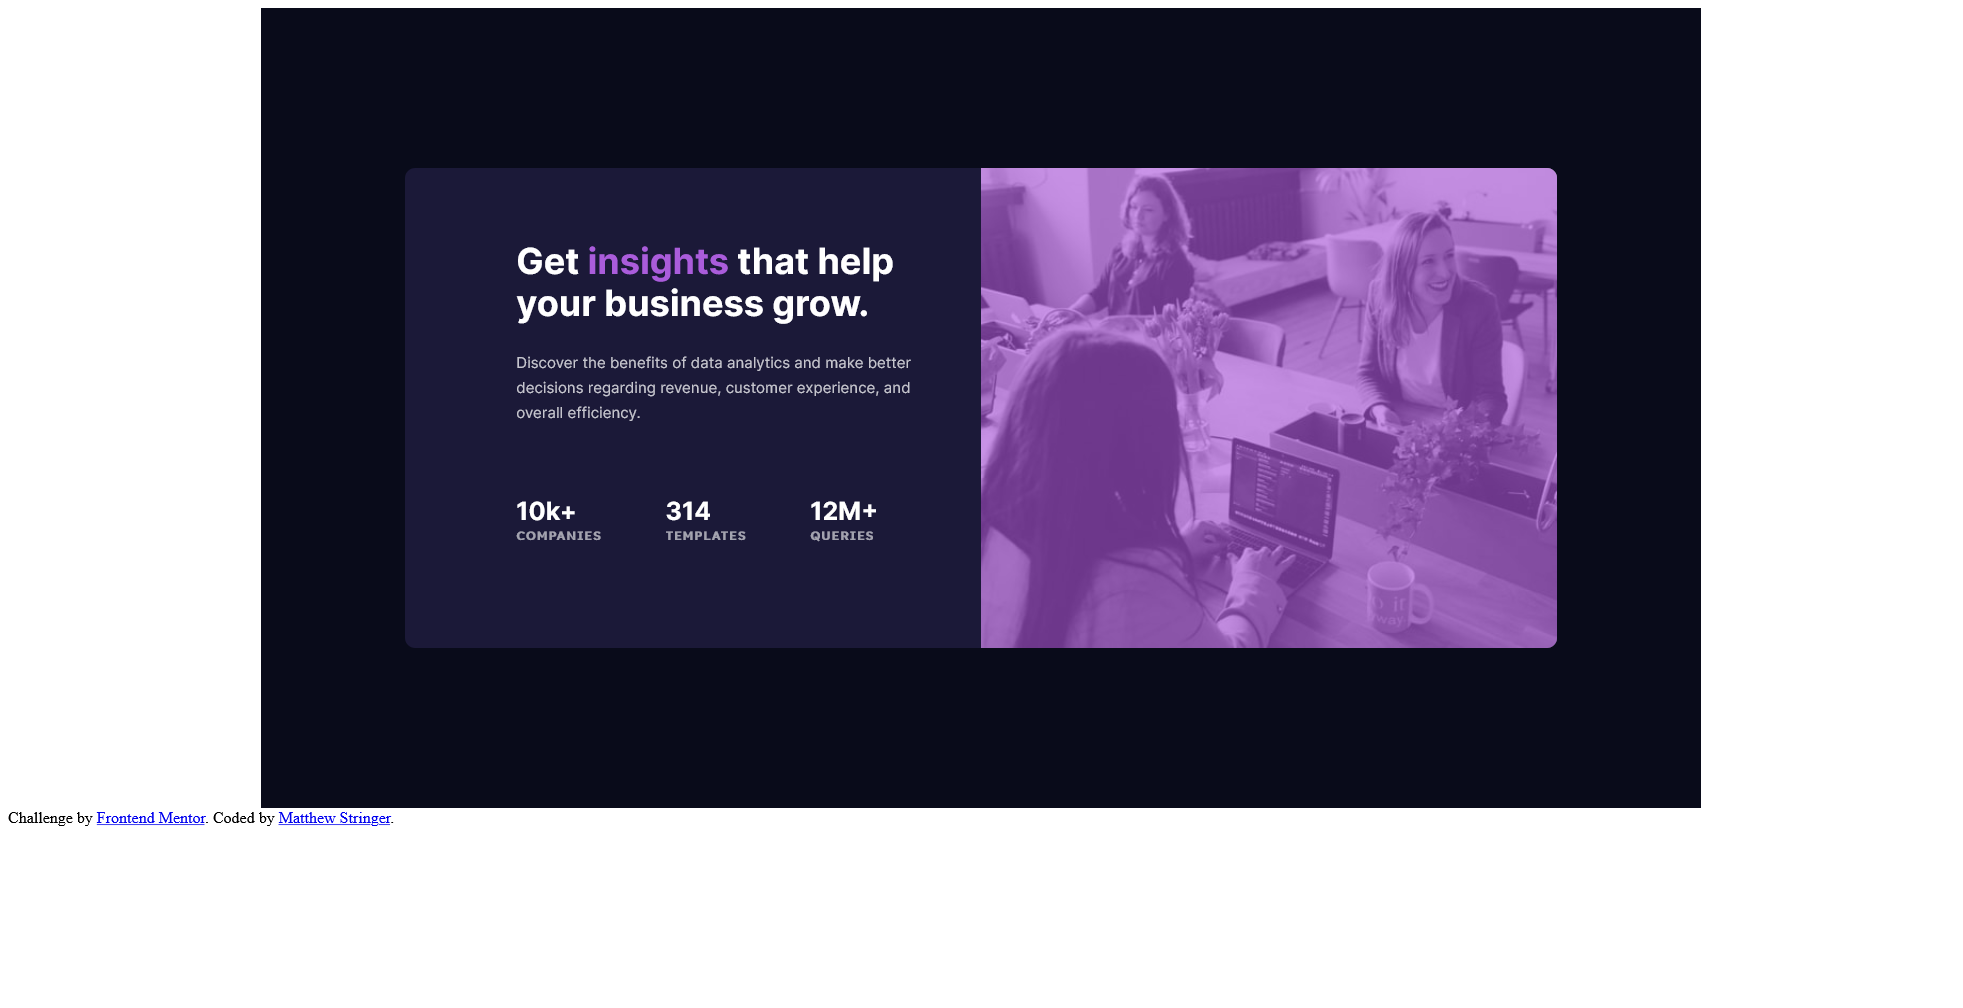 Get insights that help
your business grow.
Discover the benefits of data analytics and make better
decisions regarding revenue, customer experience, and
overall efficiency.
10k+ 314 12M+
COMPANIES TEMPLATES QUERIES
Challenge by Frontend Mentor. Coded by Matthew Stringer.